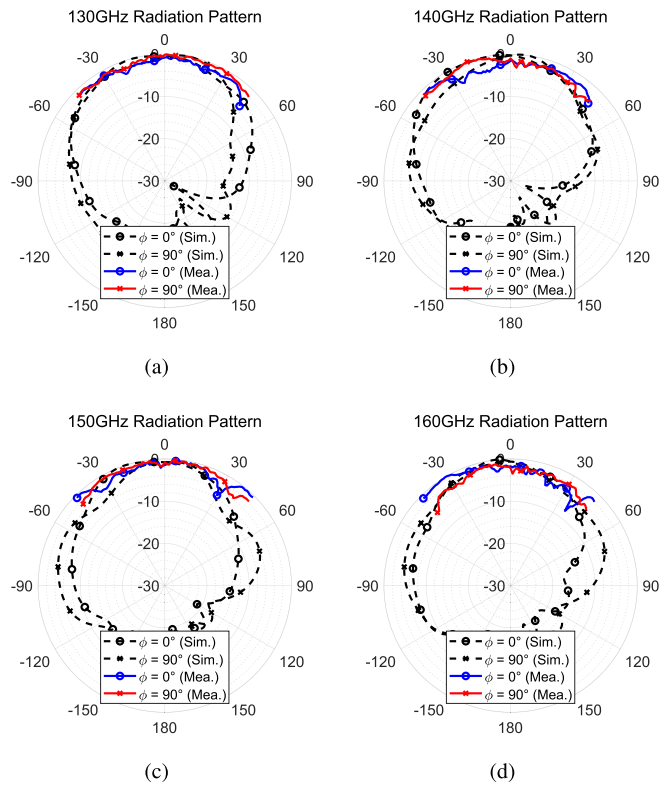 130GHz Radiation Pattern
0
-30 30
-60 60
-10
-20
-90 -30 90
-120 120
ϕ = 0° (Sim.)
ϕ = 90° (Sim.)
ϕ = 0° (Mea.)
ϕ = 90° (Mea.)
-150 150
180
(a)
140GHz Radiation Pattern
0
-30 30
-60 60
-10
-20
-90 -30 90
-120 120
ϕ = 0° (Sim.)
ϕ = 90° (Sim.)
ϕ = 0° (Mea.)
ϕ = 90° (Mea.)
-150 150
180
(b)
150GHz Radiation Pattern
0
-30 30
-60 60
-10
-20
-90 -30 90
-120 120
ϕ = 0° (Sim.)
ϕ = 90° (Sim.)
ϕ = 0° (Mea.)
ϕ = 90° (Mea.)
-150 150
180
(c)
160GHz Radiation Pattern
0
-30 30
-60 60
-10
-20
-90 -30 90
-120 120
ϕ = 0° (Sim.)
ϕ = 90° (Sim.)
ϕ = 0° (Mea.)
ϕ = 90° (Mea.)
-150 150
180
(d)